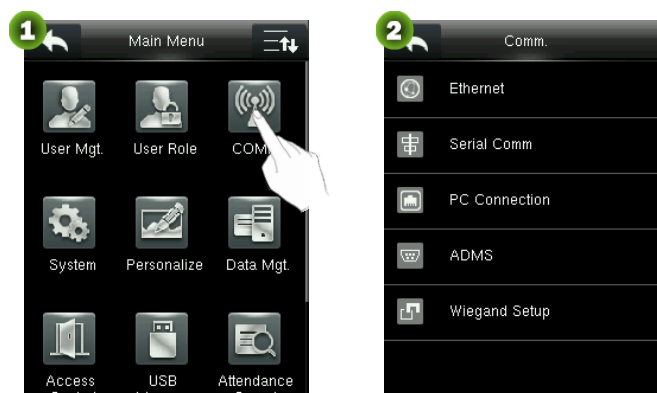 1
Main Menu
User Mgt.
User Role
COM
System
Personalize
Data Mgt.
Access
USB
Attendance
2
Comm.
Ethernet
Serial Comm
PC Connection
ADMS
Wiegand Setup